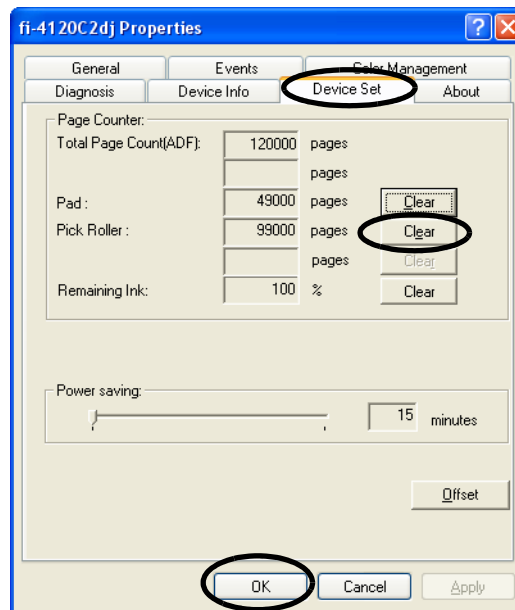 fi-4120C2dj Properties
General Events Color Management
Diagnosis Device Info Device Set About
Page Counter:
Total Page Count(ADF): 120000 pages
pages
Pad : 49000 pages Clear
Pick Roller : 99000 pages Clear
pages Clear
Remaining Ink: 100 % Clear
Power saving:
15 minutes
Offset
OK Cancel Apply